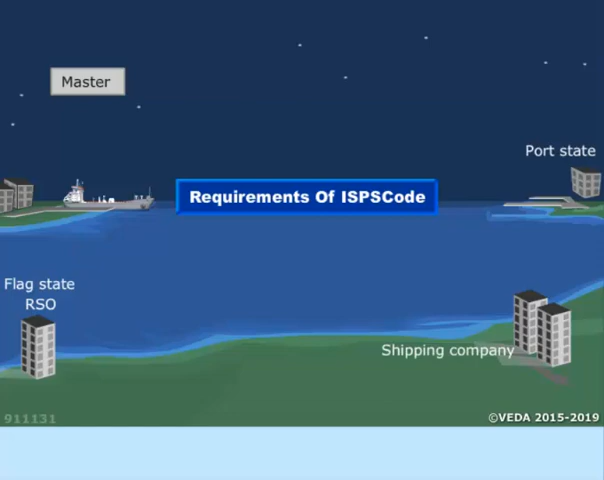 Master
Port state
Requirements Of ISPSCode
Flag state
RSO
Shipping company
911131
©VEDA 2015-2019